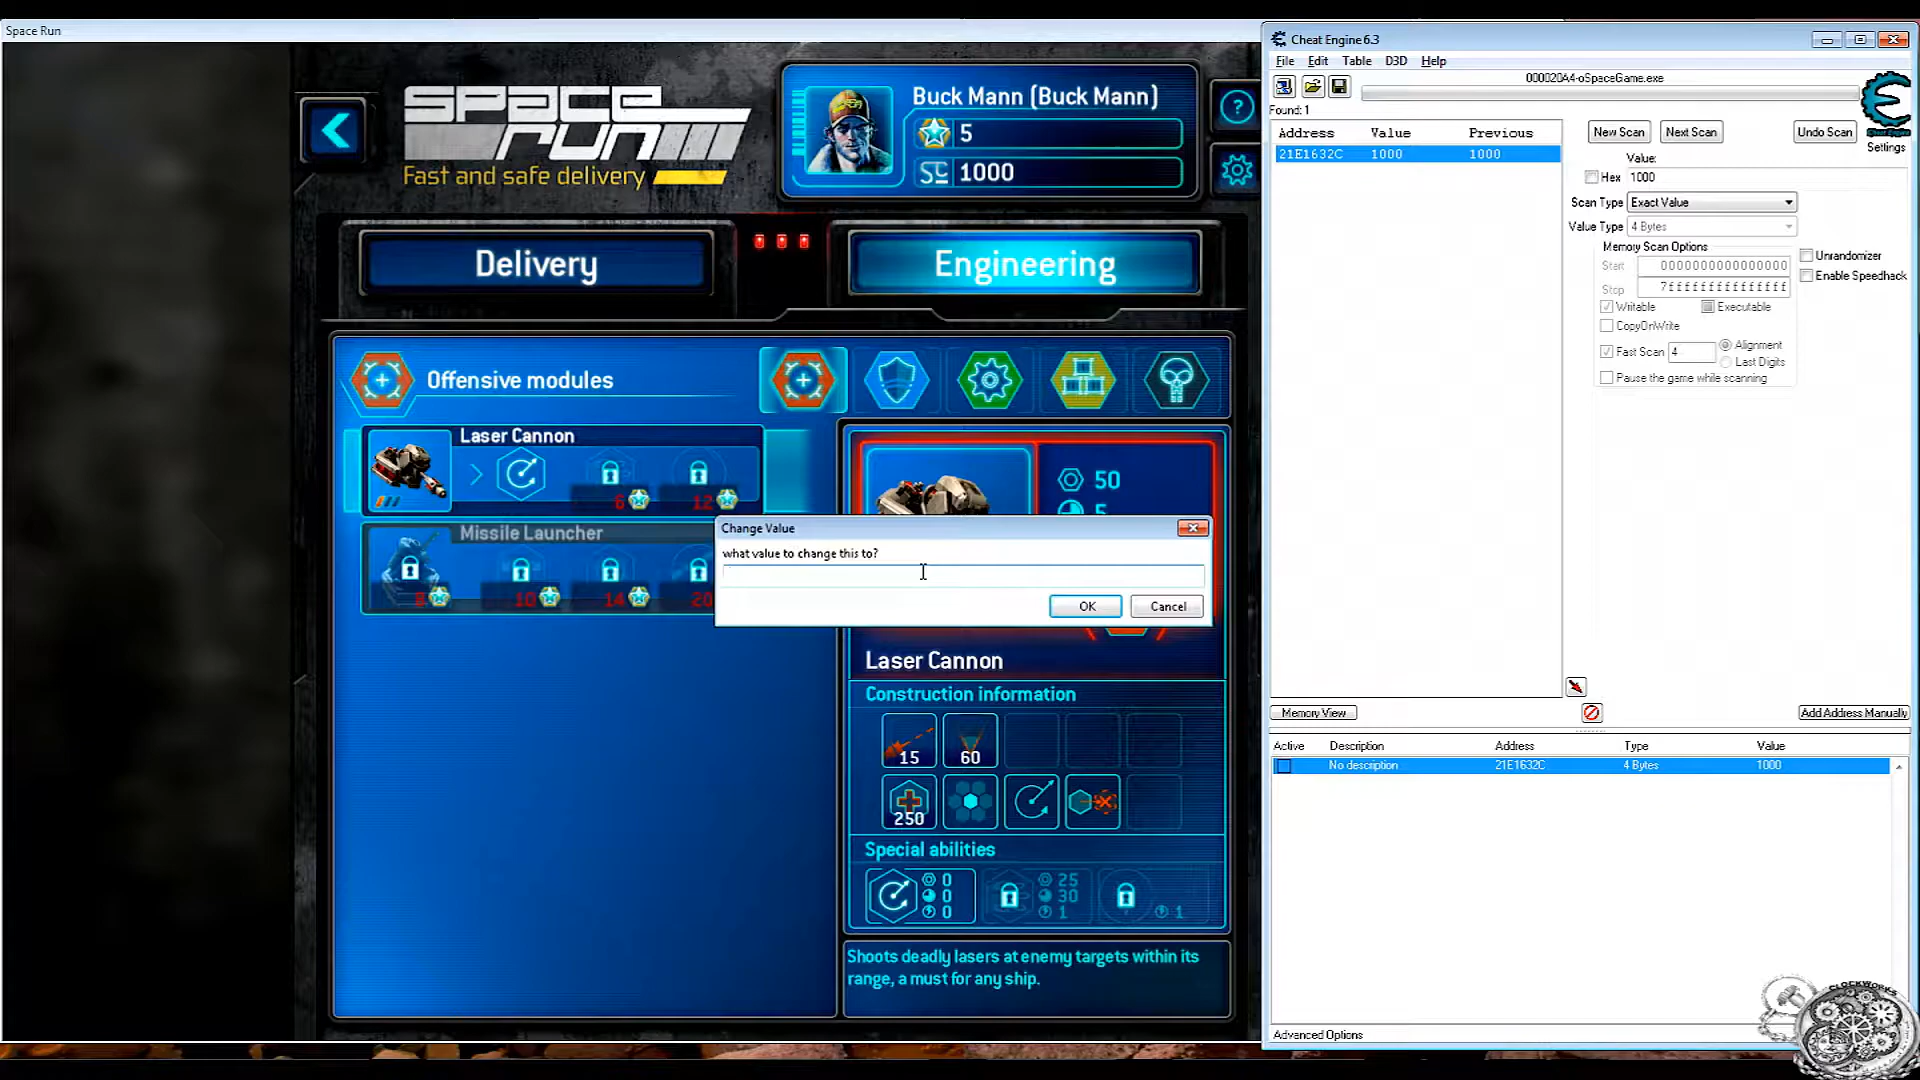 Space Run
SPACE
RUN
Fast and safe delivery
Buck Mann (Buck Mann)
5
SC 1000
?
Delivery
Engineering
Offensive modules
Laser Cannon
6
12
Missile Launcher
8
10
14
20
50
5
Change Value
what value to change this to?
OK
Cancel
Laser Cannon
Construction information
15
60
250
Special abilities
0
0
0
25
30
1
1
Shoots deadly lasers at enemy targets within its
range, a must for any ship.
Cheat Engine 6.3
File Edit Table D3D Help
000020A4-oSpaceGame.exe
Found: 1
Address Value Previous
21E1632C 1000 1000
New Scan
Next Scan
Undo Scan
Cheat Engine
Settings
Value:
Hex 1000
Scan Type Exact Value
Value Type 4 Bytes
Memory Scan Options
Start 0000000000000000
Stop 7fffffffffffffff
Writable Executable
CopyOnWrite
Fast Scan 4
Alignment
Last Digits
Pause the game while scanning
Unrandomizer
Enable Speedhack
Memory View
Add Address Manually
Active Description Address Type Value
No description 21E1632C 4 Bytes 1000
Advanced Options
CLOCKWORKS